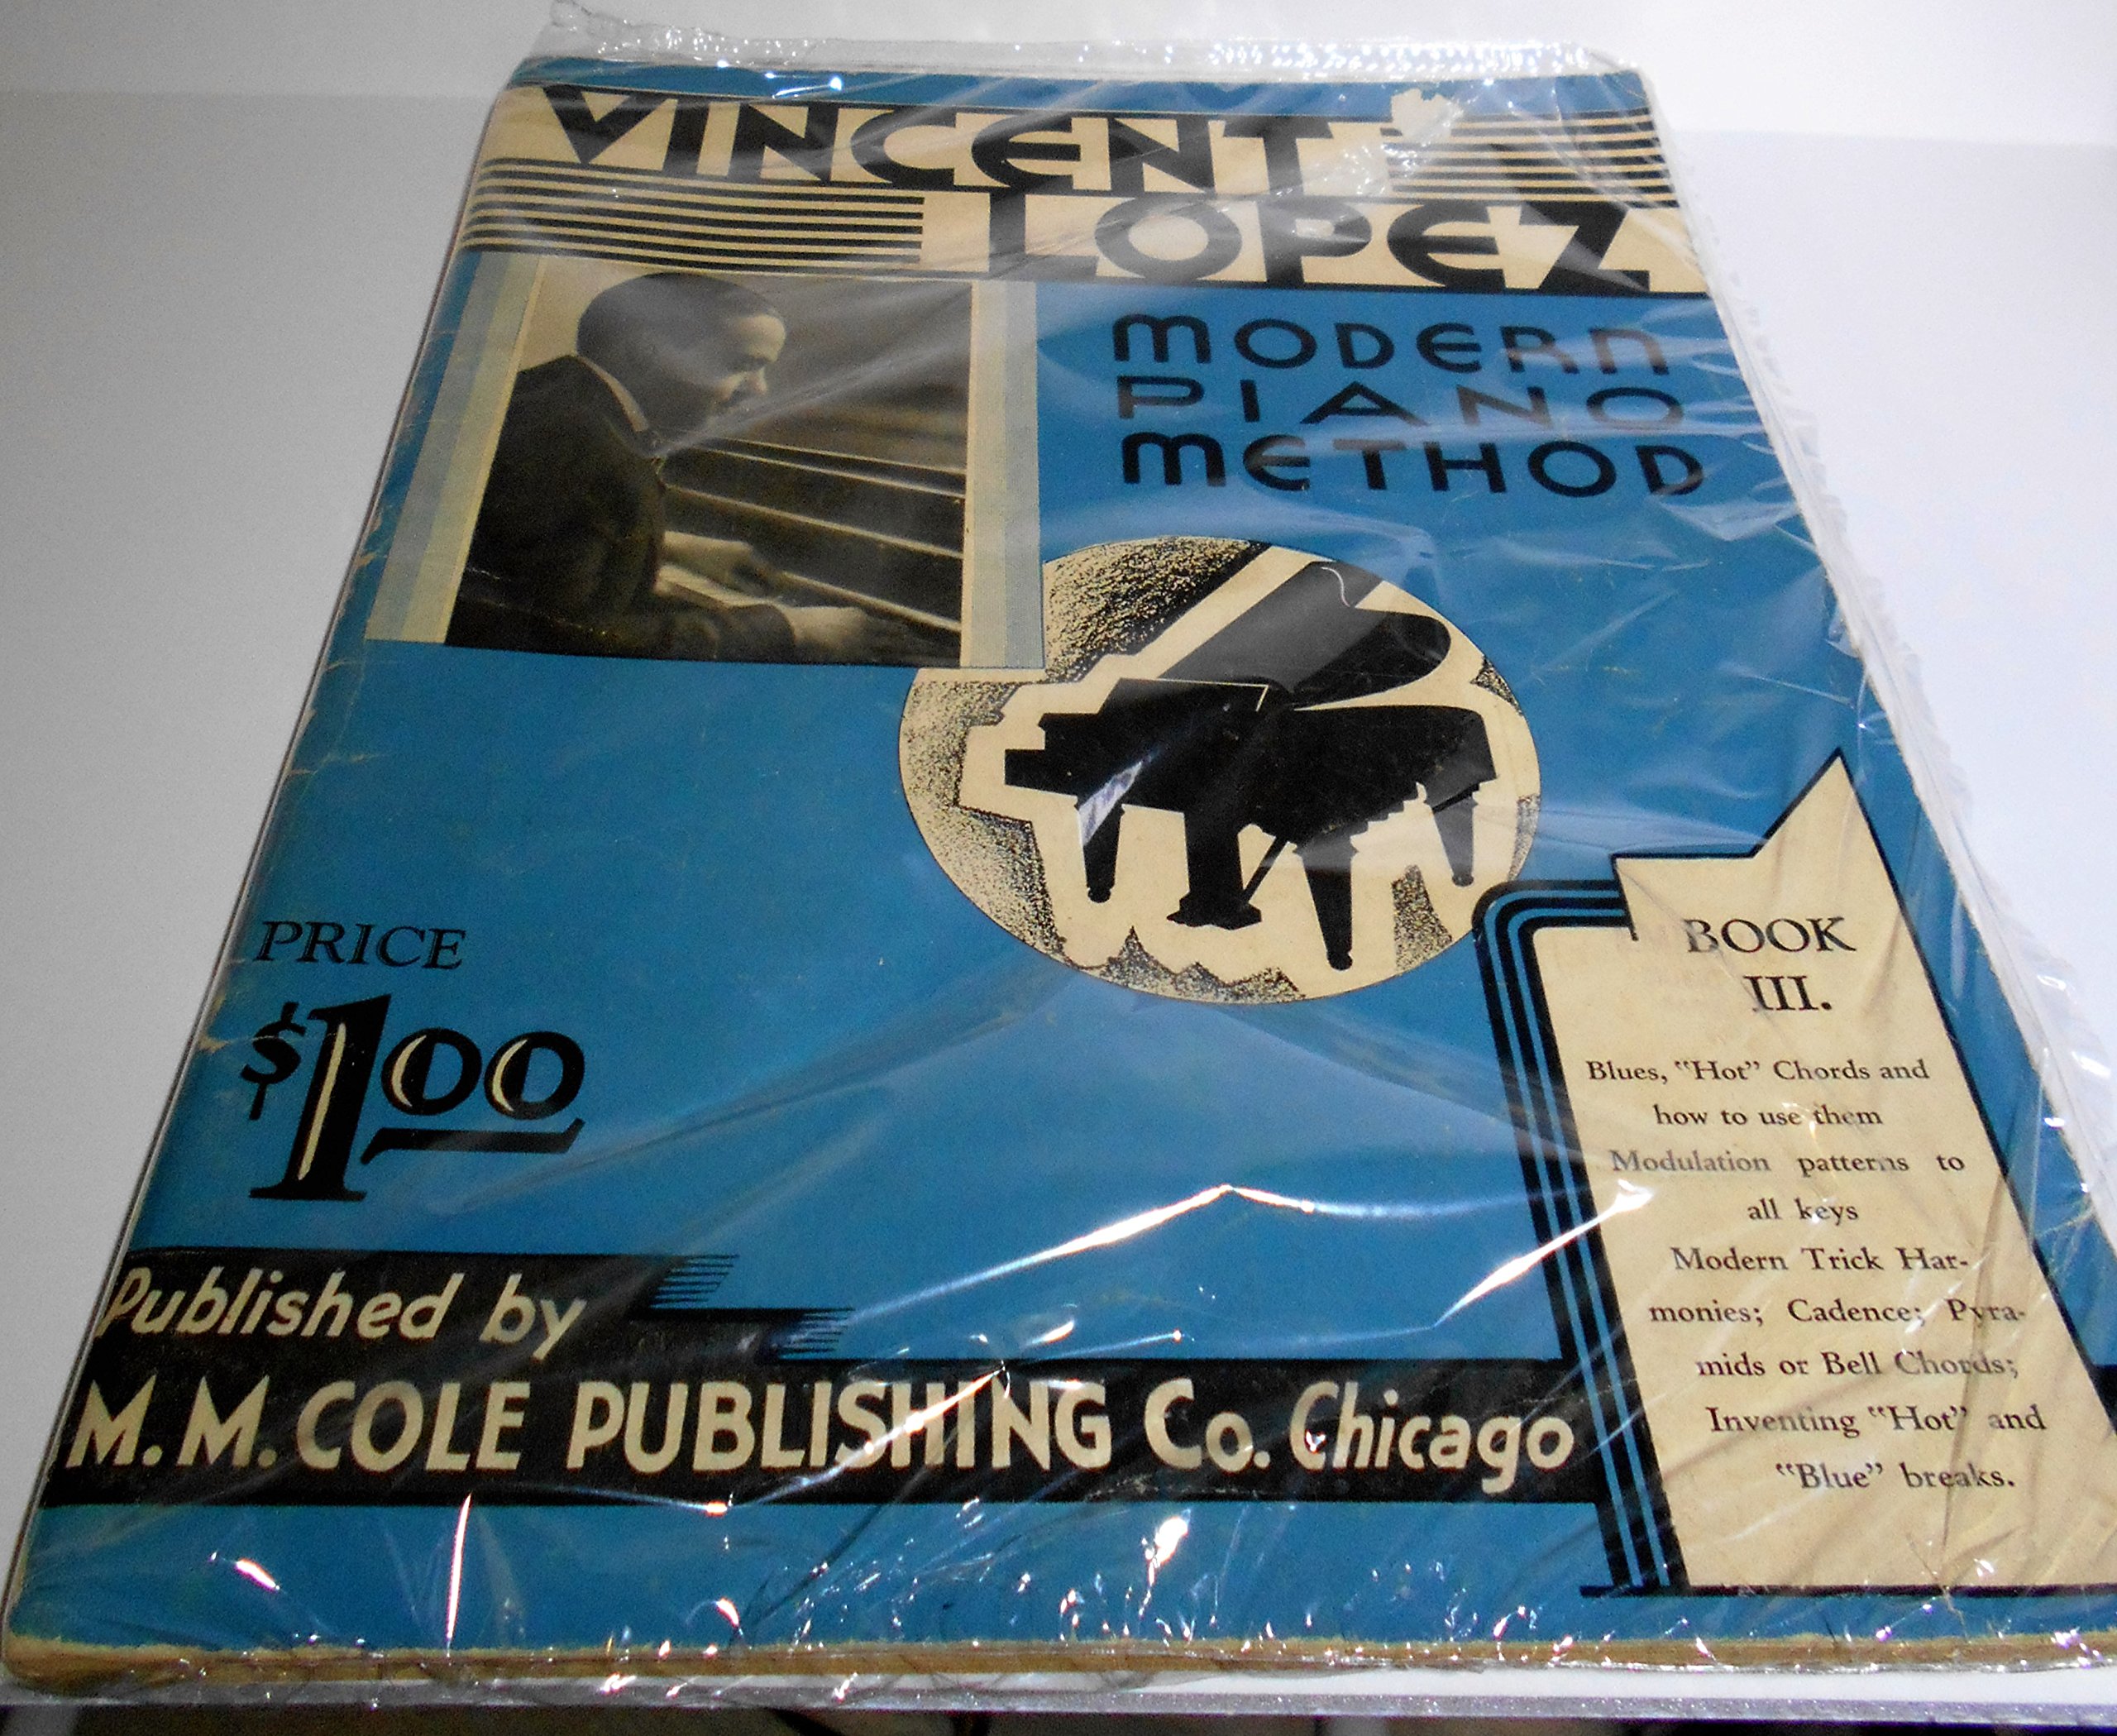 VINCENT
LOPEZ
MODERN
PIANO
METHOD
PRICE
$1.00
BOOK
III.
Blues, "Hot" Chords and
how to use them
Modulation patterns to
all keys
Modern Trick Har-
monies; Cadence; Pyra-
mids or Bell Chords;
Inventing "Hot" and
"Blue" breaks.
Published by
M. M. COLE PUBLISHING Co. Chicago